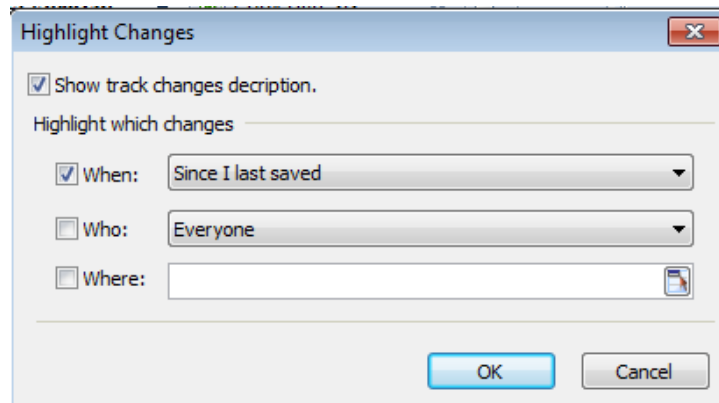 Highlight Changes
Show track changes decription.
Highlight which changes
When: Since I last saved
Who: Everyone
Where:
OK Cancel